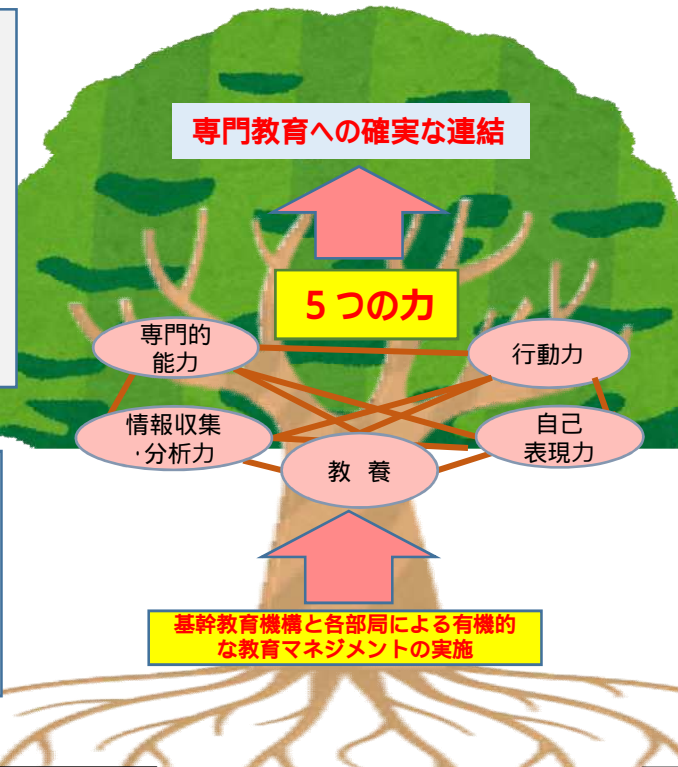 専門教育への確実な連結
５つの力
専門的
能力
行動力
情報収集
・分析力
自己
表現力
教 養
基幹教育機構と各部局による有機的
な教育マネジメントの実施